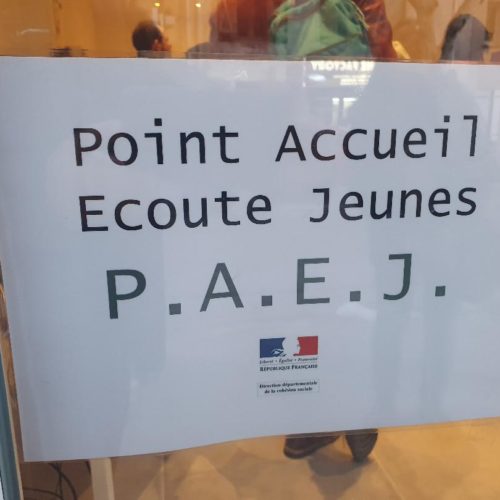 Point Accueil
Ecoute Jeunes
P.A.E.J.
Liberté • Égalité • Fraternité
RÉPUBLIQUE FRANÇAISE
Direction départementale
de la cohésion sociale